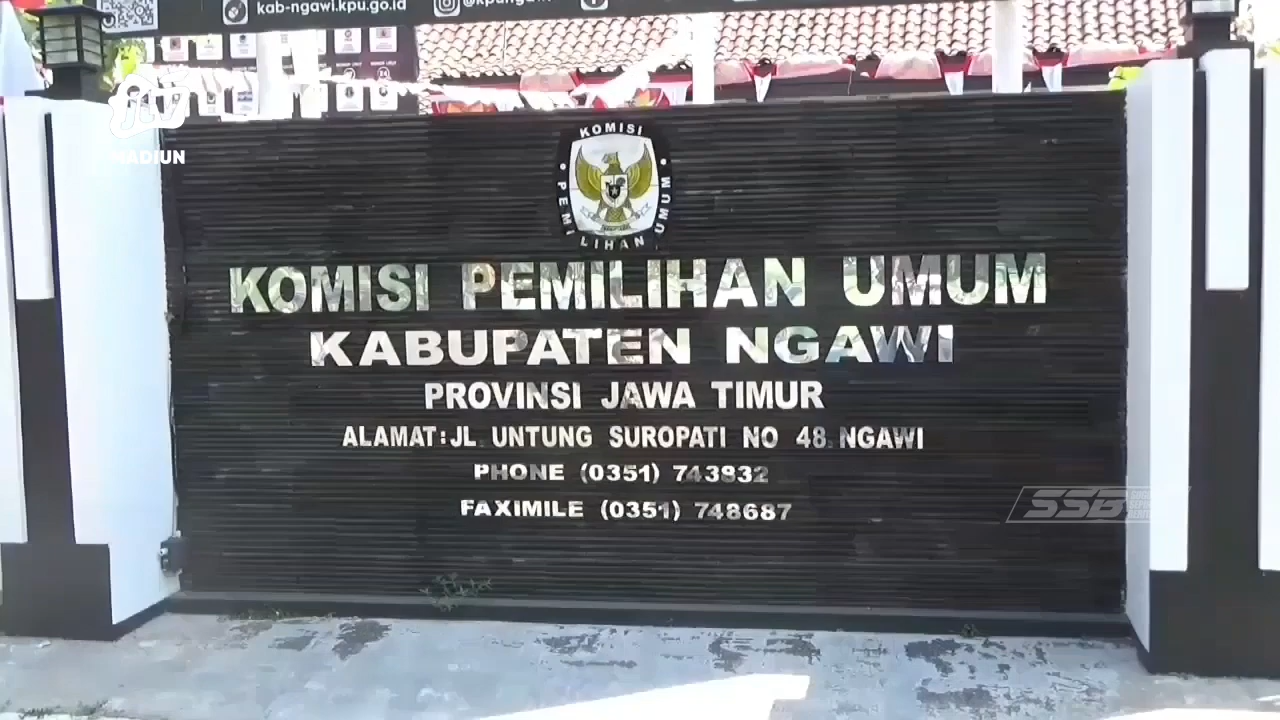 kab-ngawi.kpu.go.id
jtv
MADIUN
KOMISI
PEMILIHAN UMUM
KOMISI PEMILIHAN UMUM
KABUPATEN NGAWI
PROVINSI JAWA TIMUR
ALAMAT:JL. UNTUNG SUROPATI NO 48. NGAWI
PHONE (0351) 743832
FAXIMILE (0351) 748687
SSB